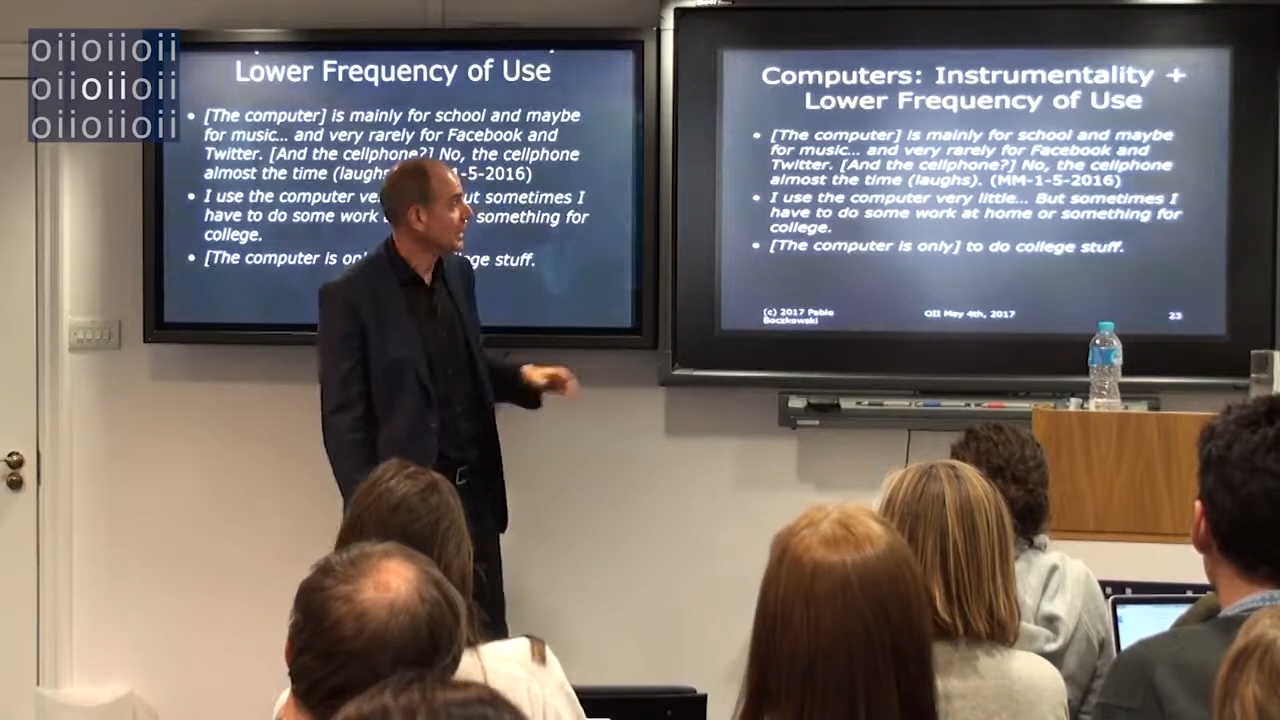 oiioiioii
oiioiioii
oiioiioii
Lower Frequency of Use
• [The computer] is mainly for school and maybe
for music... and very rarely for Facebook and
Twitter. [And the cellphone?] No, the cellphone
almost the time (laughs 1-5-2016)
• I use the computer ve ut sometimes I
have to do some work something for
college.
• [The computer is onl ege stuff.
Computers: Instrumentality +
Lower Frequency of Use
• [The computer] is mainly for school and maybe
for music... and very rarely for Facebook and
Twitter. [And the cellphone?] No, the cellphone
almost the time (laughs). (MM-1-5-2016)
• I use the computer very little... But sometimes I
have to do some work at home or something for
college.
• [The computer is only] to do college stuff.
(c) 2017 Pablo
Boczkowski
OII May 4th, 2017
23